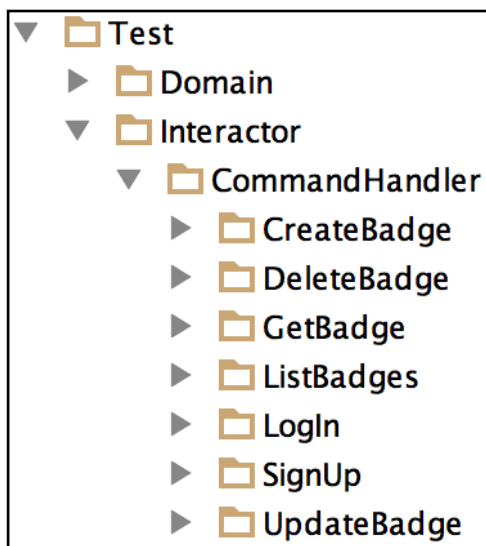 Test
Domain
Interactor
CommandHandler
CreateBadge
DeleteBadge
GetBadge
ListBadges
LogIn
SignUp
UpdateBadge